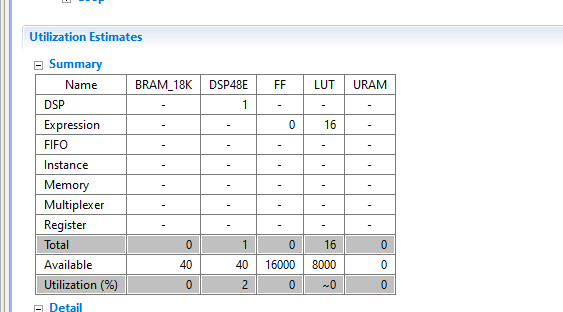 Utilization Estimates
Summary
Name BRAM_18K DSP48E FF LUT URAM
DSP - 1 - - -
Expression - - 0 16 -
FIFO - - - - -
Instance - - - - -
Memory - - - - -
Multiplexer - - - - -
Register - - - - -
Total 0 1 0 16 0
Available 40 40 16000 8000 0
Utilization (%) 0 2 0 ~0 0
Detail